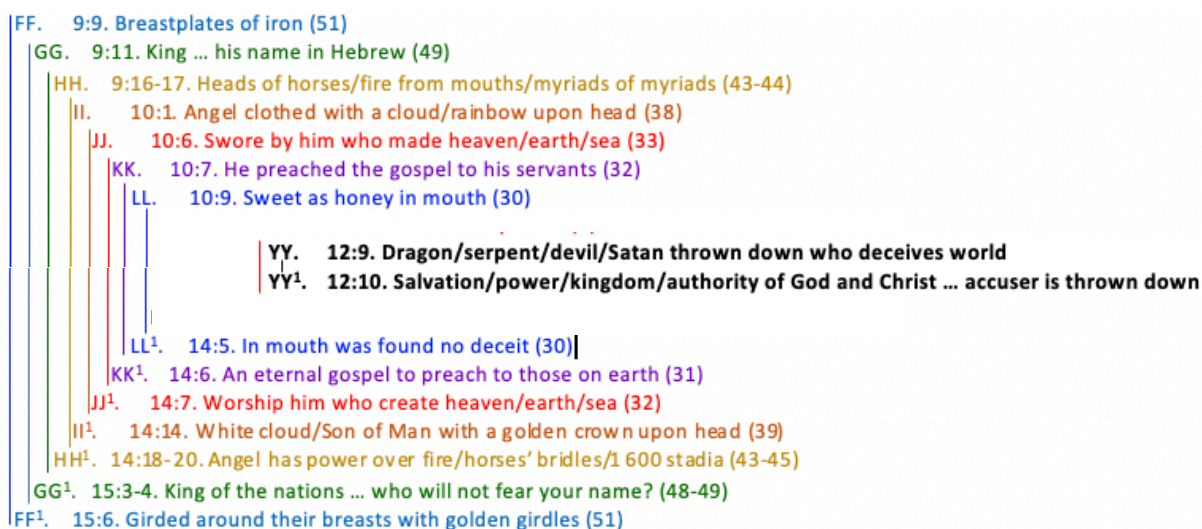 FF. 9:9. Breastplates of iron (51)
GG. 9:11. King ... his name in Hebrew (49)
HH. 9:16-17. Heads of horses/fire from mouths/myriads of myriads (43-44)
II. 10:1. Angel clothed with a cloud/rainbow upon head (38)
JJ. 10:6. Swore by him who made heaven/earth/sea (33)
KK. 10:7. He preached the gospel to his servants (32)
LL. 10:9. Sweet as honey in mouth (30)
YY. 12:9. Dragon/serpent/devil/Satan thrown down who deceives world
YY¹. 12:10. Salvation/power/kingdom/authority of God and Christ ... accuser is thrown down
LL¹. 14:5. In mouth was found no deceit (30)
KK¹. 14:6. An eternal gospel to preach to those on earth (31)
JJ¹. 14:7. Worship him who create heaven/earth/sea (32)
II¹. 14:14. White cloud/Son of Man with a golden crown upon head (39)
HH¹. 14:18-20. Angel has power over fire/horses' bridles/1 600 stadia (43-45)
GG¹. 15:3-4. King of the nations ... who will not fear your name? (48-49)
FF¹. 15:6. Girded around their breasts with golden girdles (51)